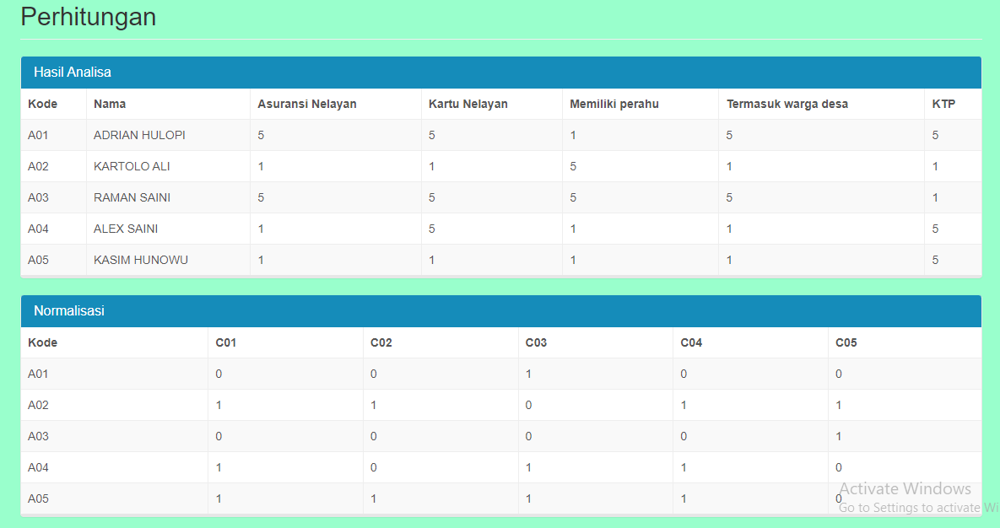 Perhitungan
Hasil Analisa
Kode Nama Asuransi Nelayan Kartu Nelayan Memiliki perahu Termasuk warga desa KTP
A01 ADRIAN HULOPI 5 5 1 5 5
A02 KARTOLO ALI 1 1 5 1 1
A03 RAMAN SAINI 5 5 5 5 1
A04 ALEX SAINI 1 5 1 1 5
A05 KASIM HUNOWU 1 1 1 1 5
Normalisasi
Kode C01 C02 C03 C04 C05
A01 0 0 1 0 0
A02 1 1 0 1 1
A03 0 0 0 0 1
A04 1 0 1 1 0
A05 1 1 1 1 0
Activate Windows
Go to Settings to activate Wi